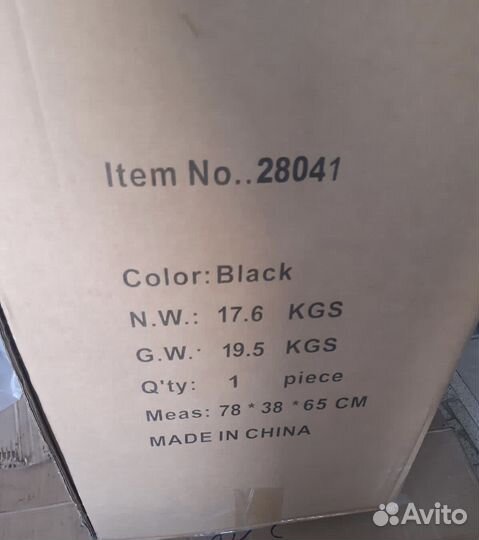 Item No..28041
Color: Black
N.W.: 17.6 KGS
G.W.· 19.5 KGS
Q'ty: 1 piece
Meas: 78 * 38 * 65 CM
MADE IN CHINA
Avito